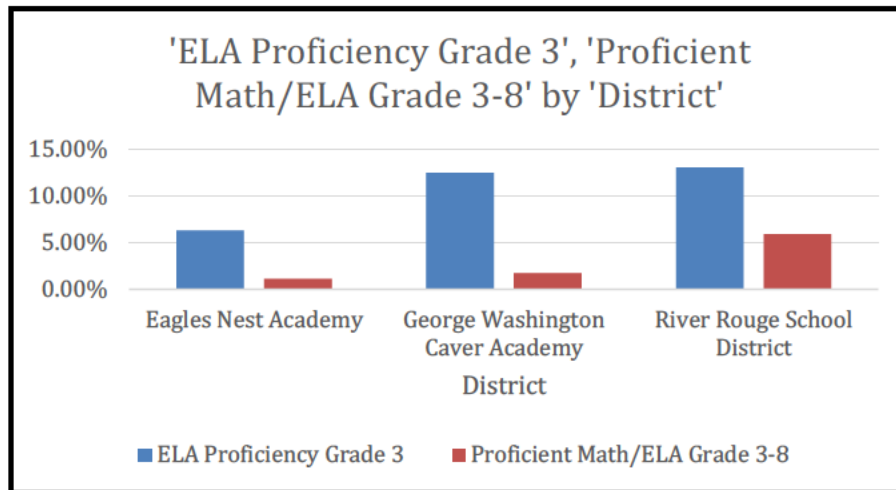 'ELA Proficiency Grade 3', 'Proficient
Math/ELA Grade 3-8' by 'District'
15.00%
10.00%
5.00%
0.00%
Eagles Nest Academy
George Washington
Caver Academy
River Rouge School
District
District
ELA Proficiency Grade 3
Proficient Math/ELA Grade 3-8